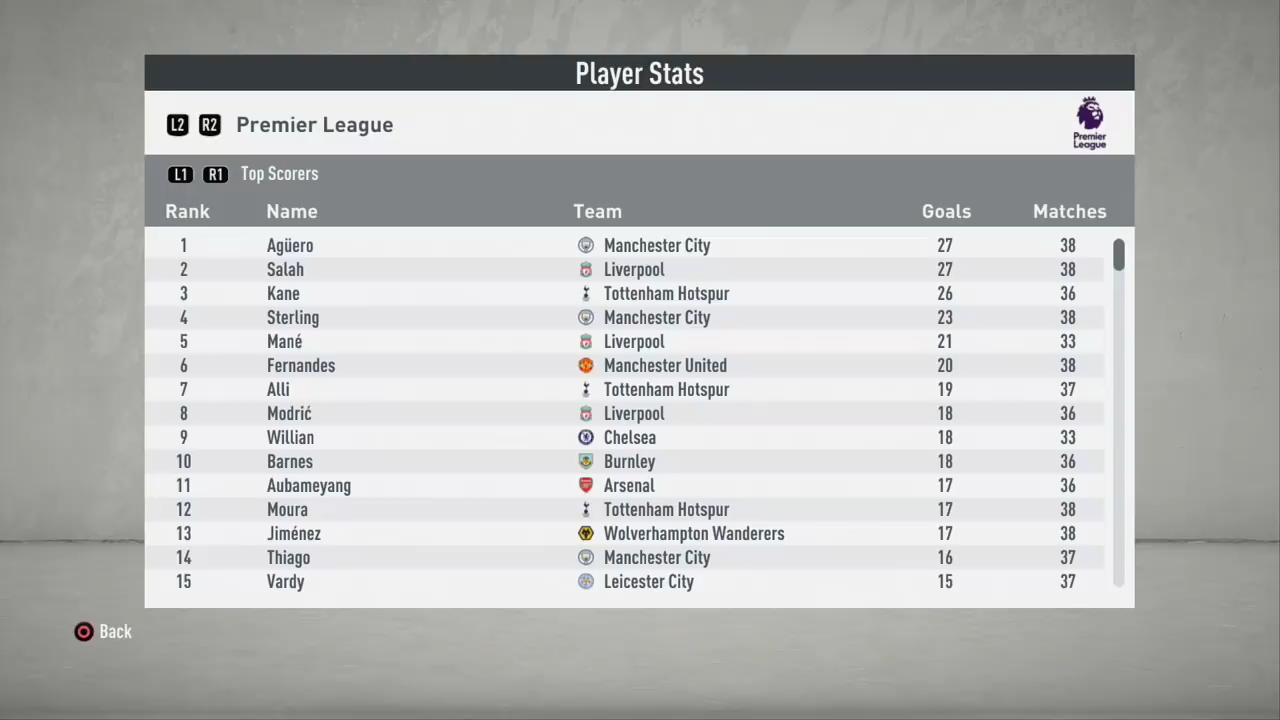 Player Stats
L2 R2 Premier League
Premier League
L1 R1 Top Scorers
Rank Name Team Goals Matches
1 Agüero Manchester City 27 38
2 Salah Liverpool 27 38
3 Kane Tottenham Hotspur 26 36
4 Sterling Manchester City 23 38
5 Mané Liverpool 21 33
6 Fernandes Manchester United 20 38
7 Alli Tottenham Hotspur 19 37
8 Modrić Liverpool 18 36
9 Willian Chelsea 18 33
10 Barnes Burnley 18 36
11 Aubameyang Arsenal 17 36
12 Moura Tottenham Hotspur 17 38
13 Jiménez Wolverhampton Wanderers 17 38
14 Thiago Manchester City 16 37
15 Vardy Leicester City 15 37
Back